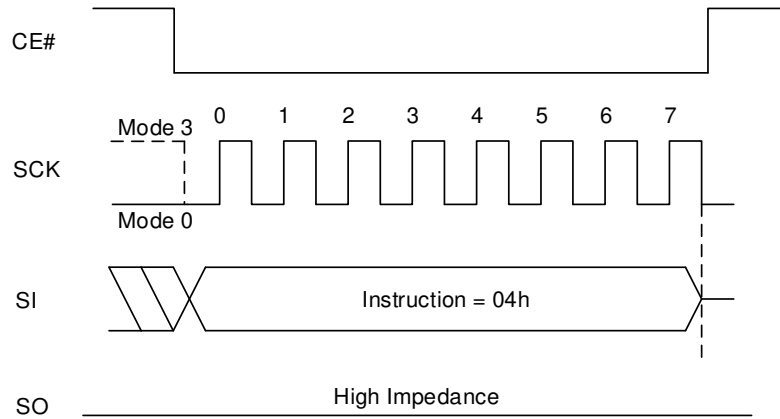 CE#
0 1 2 3 4 5 6 7
Mode 3
SCK
Mode 0
SI
Instruction = 04h
High Impedance
SO